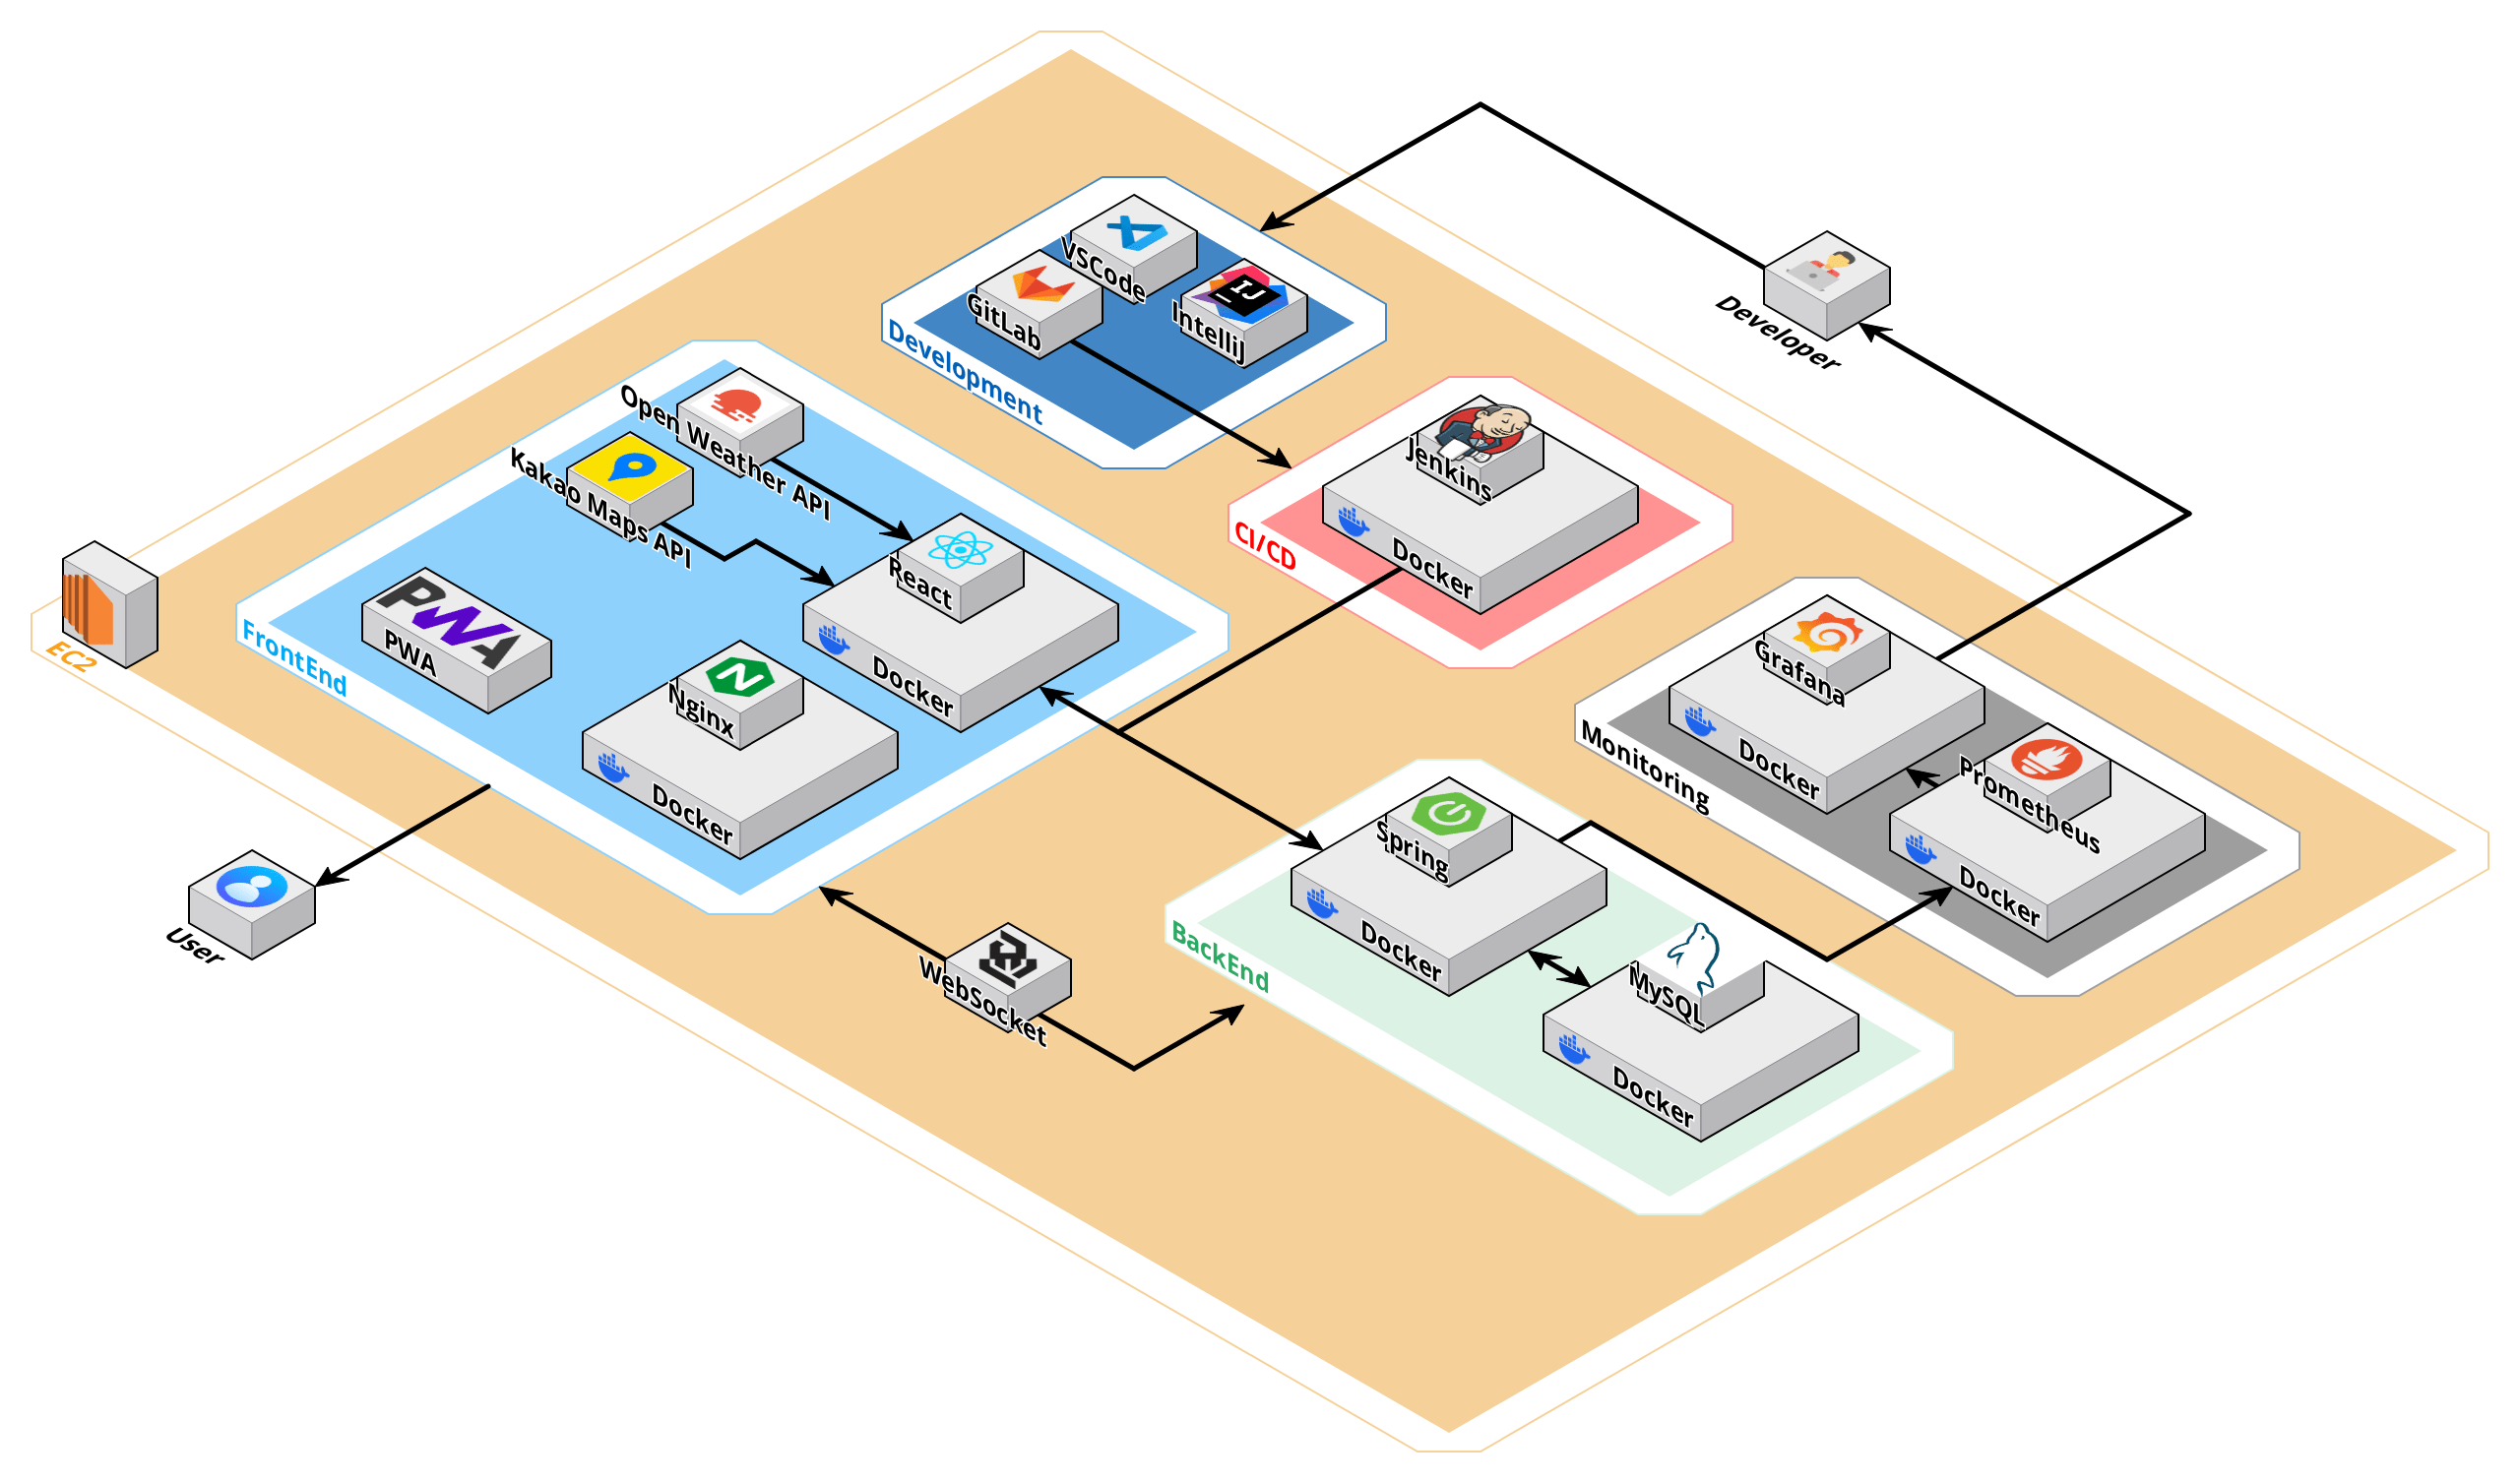 VSCode
GitLab
IJ
IntelliJ
Development
Developer
Open Weather API
Kakao Maps API
Jenkins
Docker
CI/CD
React
Docker
EC2
PWA
PWA
FrontEnd
Nginx
Docker
Grafana
Docker
Prometheus
Docker
Monitoring
Spring
Docker
MySQL
Docker
BackEnd
User
WebSocket